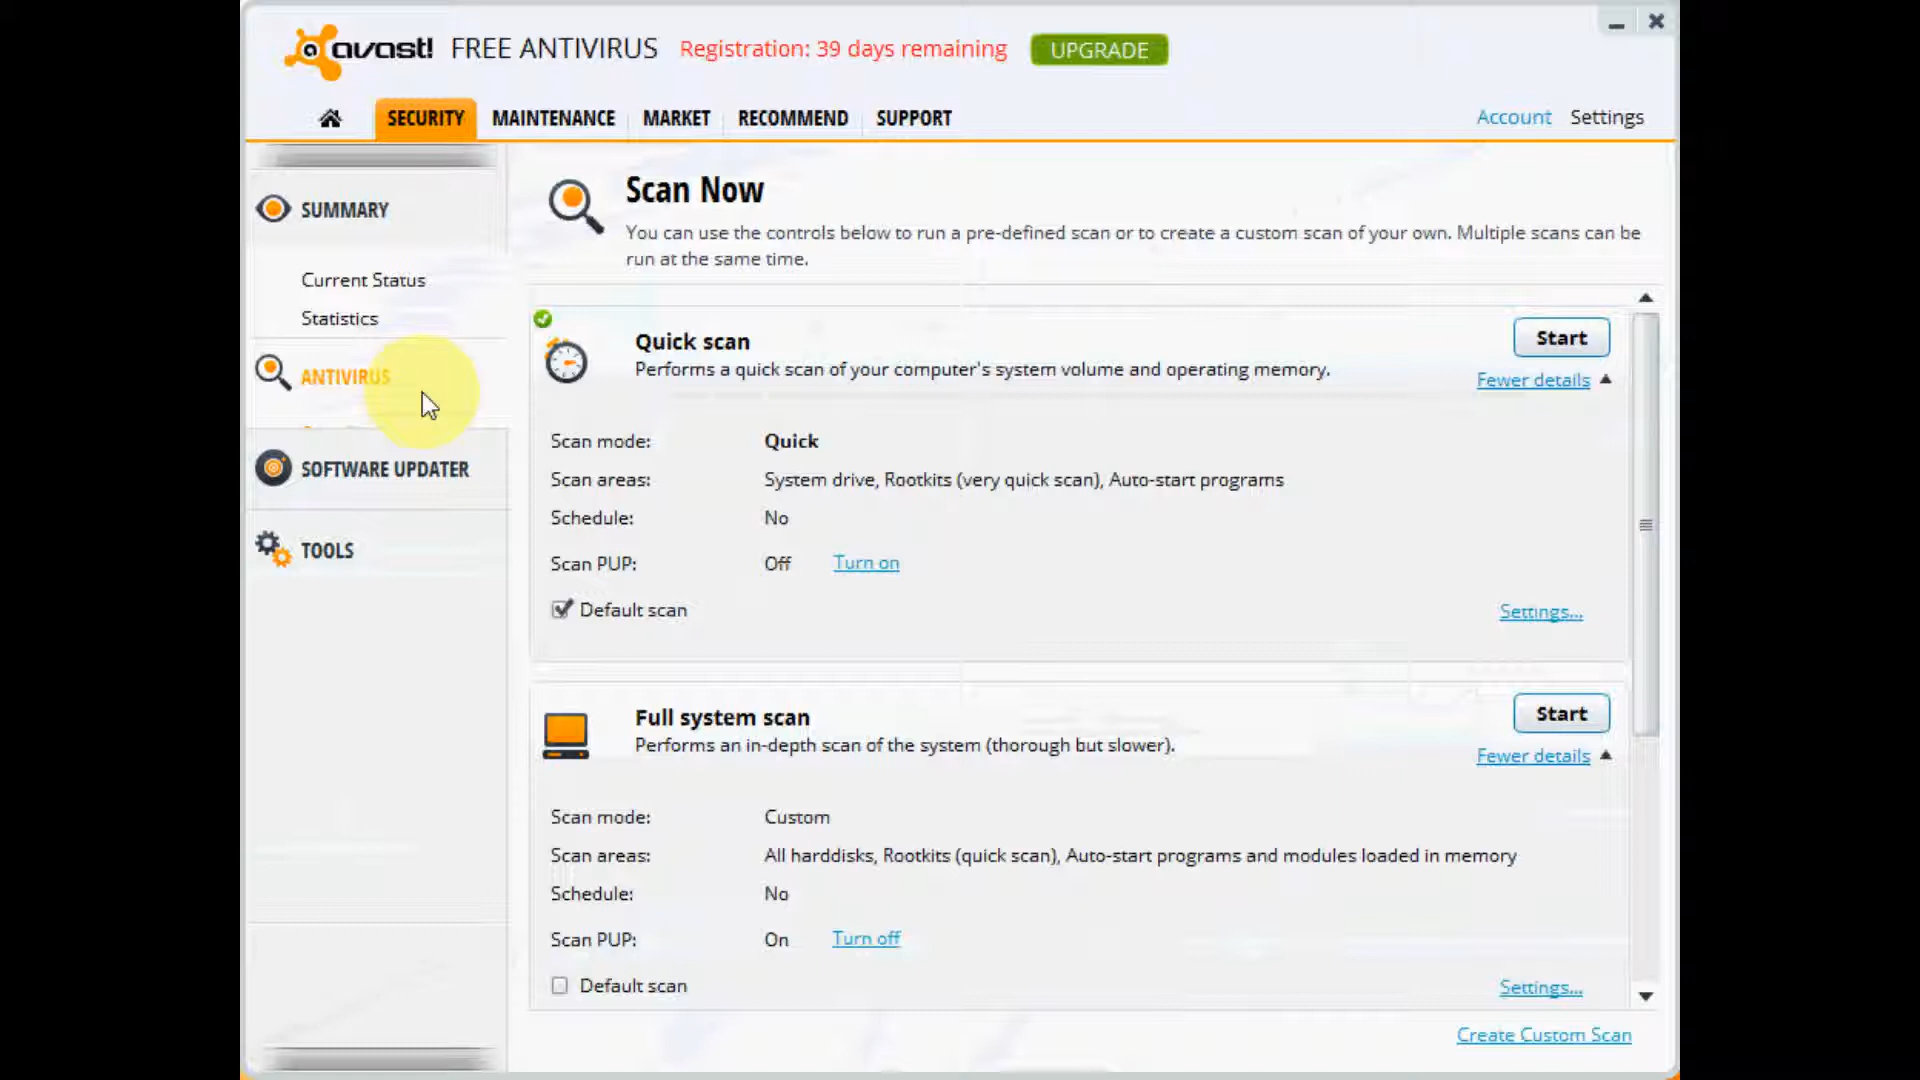 avast! FREE ANTIVIRUS Registration: 39 days remaining UPGRADE
SECURITY MAINTENANCE MARKET RECOMMEND SUPPORT Account Settings
SUMMARY
Current Status
Statistics
ANTIVIRUS
SOFTWARE UPDATER
TOOLS
Scan Now
You can use the controls below to run a pre-defined scan or to create a custom scan of your own. Multiple scans can be
run at the same time.
Quick scan Start
Performs a quick scan of your computer's system volume and operating memory.
Fewer details
Scan mode: Quick
Scan areas: System drive, Rootkits (very quick scan), Auto-start programs
Schedule: No
Scan PUP: Off Turn on
Default scan Settings...
Full system scan Start
Performs an in-depth scan of the system (thorough but slower).
Fewer details
Scan mode: Custom
Scan areas: All harddisks, Rootkits (quick scan), Auto-start programs and modules loaded in memory
Schedule: No
Scan PUP: On Turn off
Default scan Settings...
Create Custom Scan